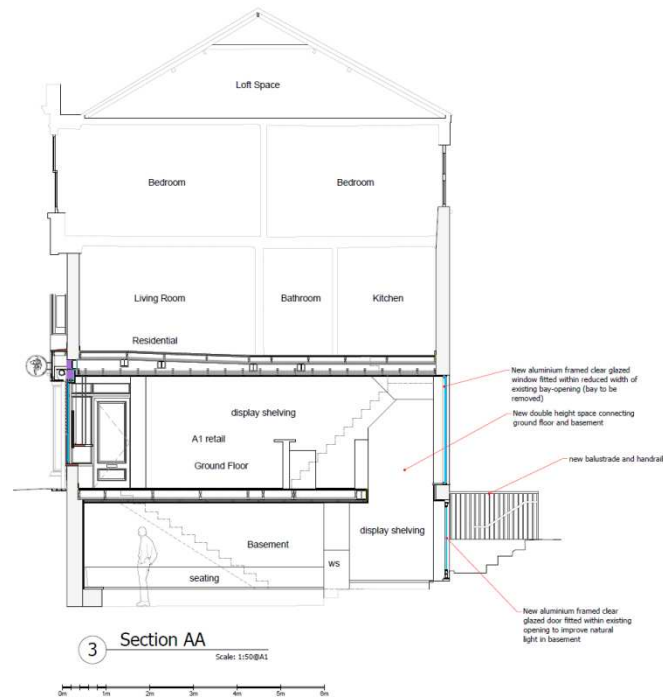 Loft Space
Bedroom
Bedroom
Living Room
Bathroom
Kitchen
Residential
New aluminium framed clear glazed
window fitted within reduced width of
existing bay-opening (bay to be
removed)
display shelving
New double height space connecting
ground floor and basement
A1 retail
Ground Floor
new balustrade and handrail
display shelving
Basement
ws
seating
New aluminium framed clear
glazed door fitted within existing
opening to improve natural
light in basement
3 Section AA
Scale: 1:50@A1
0m 1m 2m 3m 4m 5m 6m